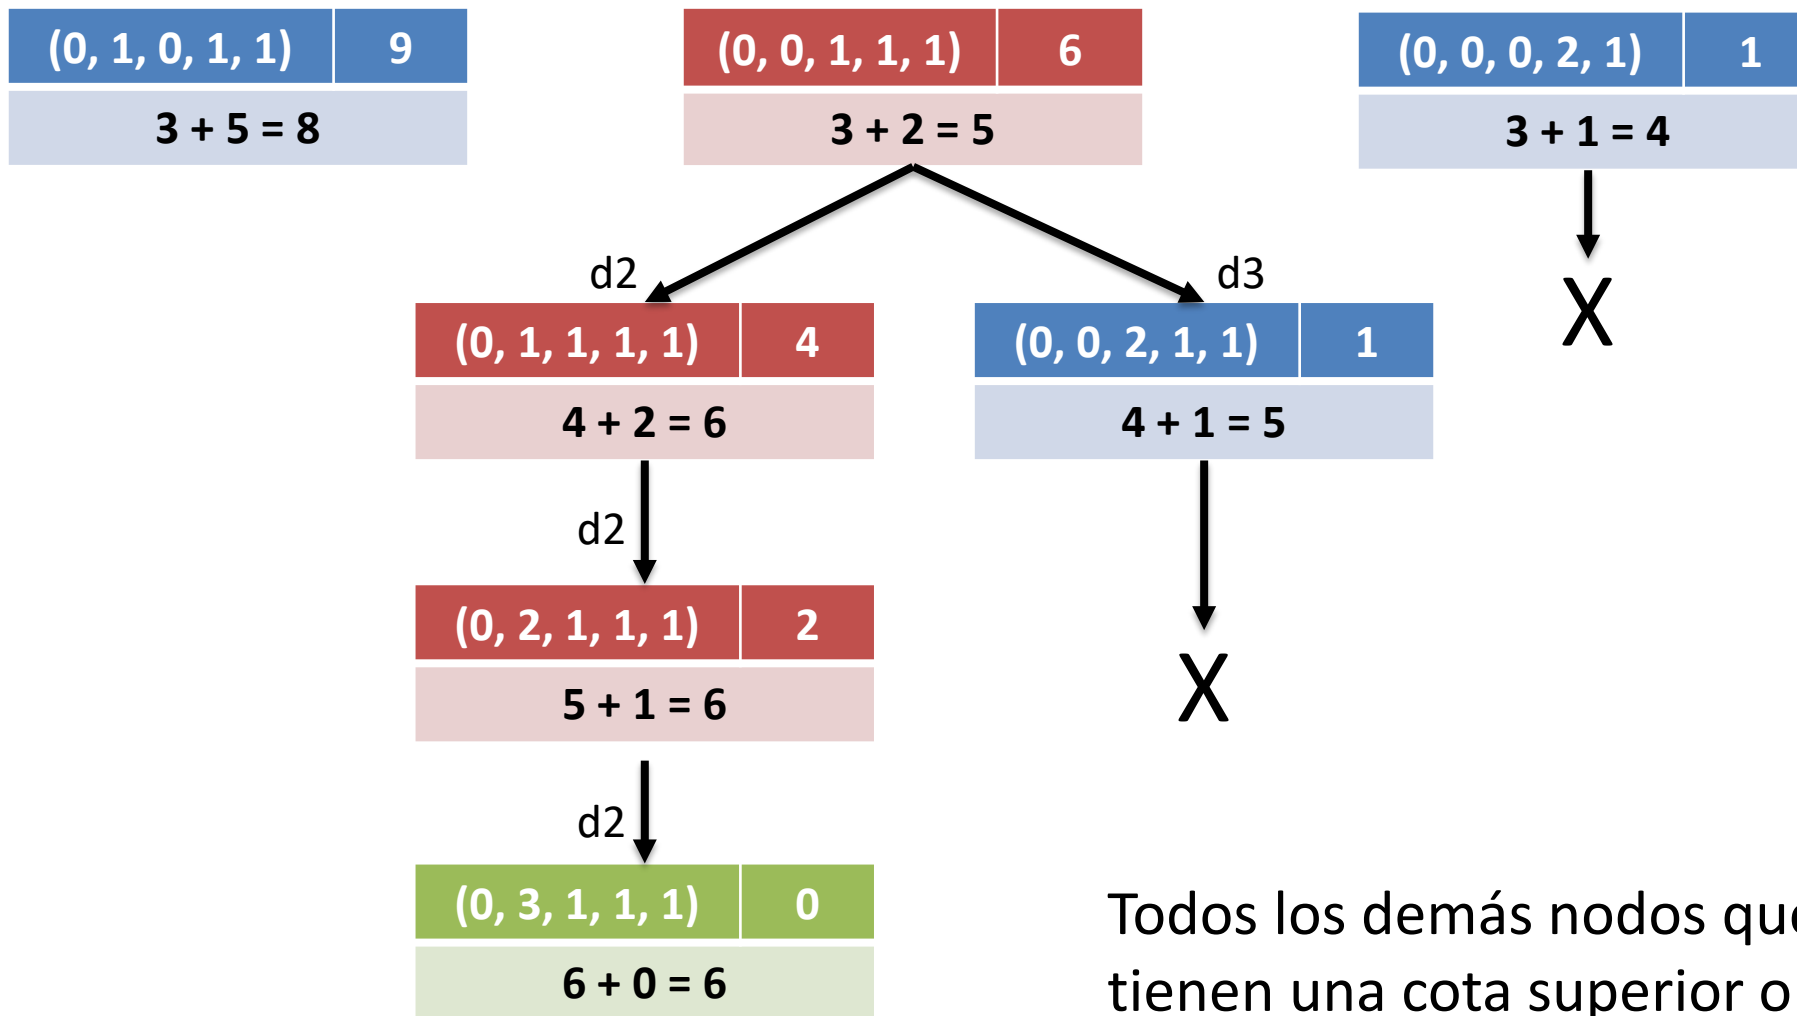 (0, 1, 0, 1, 1) 9
3 + 5 = 8
(0, 0, 1, 1, 1) 6
3 + 2 = 5
(0, 0, 0, 2, 1) 1
3 + 1 = 4
d2
d3
X
(0, 1, 1, 1, 1) 4
4 + 2 = 6
(0, 0, 2, 1, 1) 1
4 + 1 = 5
d2
(0, 2, 1, 1, 1) 2
5 + 1 = 6
X
d2
(0, 3, 1, 1, 1) 0
6 + 0 = 6
Todos los demás nodos que
tienen una cota superior o